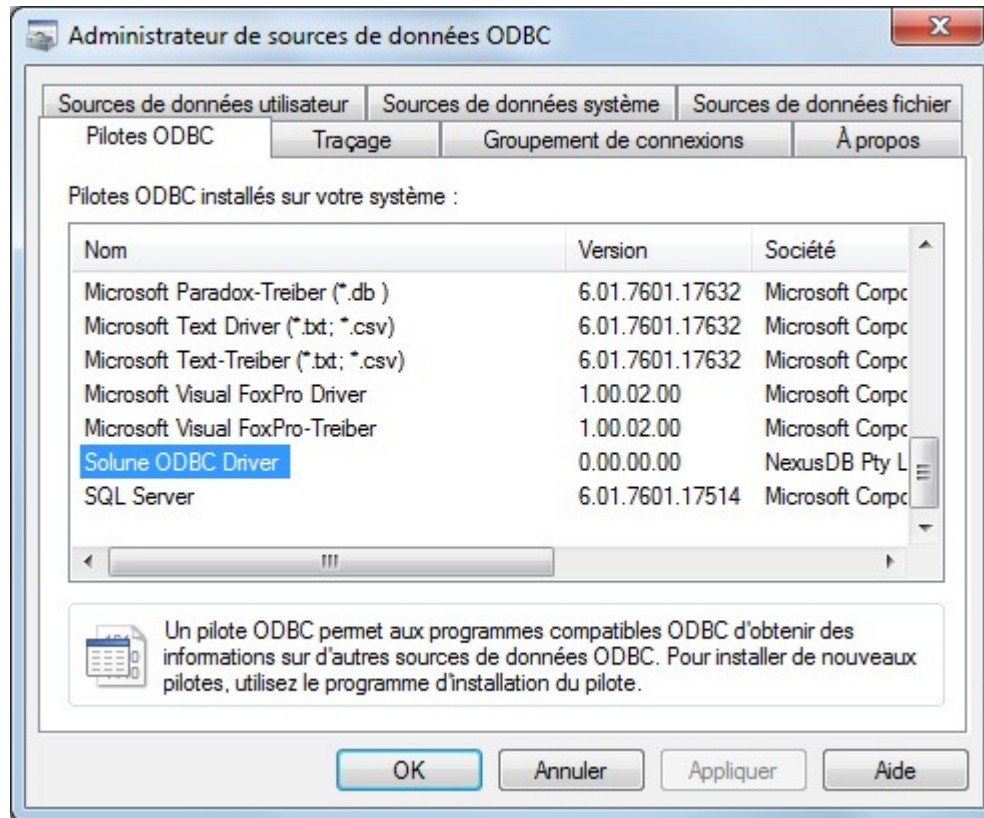 Administrateur de sources de données ODBC
Sources de données utilisateur Sources de données système Sources de données fichier
Pilotes ODBC Traçage Groupement de connexions À propos
Pilotes ODBC installés sur votre système :
Nom Version Société
Microsoft Paradox-Treiber (*.db ) 6.01.7601.17632 Microsoft Corpc
Microsoft Text Driver (*.txt; *.csv) 6.01.7601.17632 Microsoft Corpc
Microsoft Text-Treiber (*.txt; *.csv) 6.01.7601.17632 Microsoft Corpc
Microsoft Visual FoxPro Driver 1.00.02.00 Microsoft Corpc
Microsoft Visual FoxPro-Treiber 1.00.02.00 Microsoft Corpc
Solune ODBC Driver 0.00.00.00 NexusDB Pty L
SQL Server 6.01.7601.17514 Microsoft Corpc
Un pilote ODBC permet aux programmes compatibles ODBC d'obtenir des
informations sur d'autres sources de données ODBC. Pour installer de nouveaux
pilotes, utilisez le programme d'installation du pilote.
OK Annuler Appliquer Aide